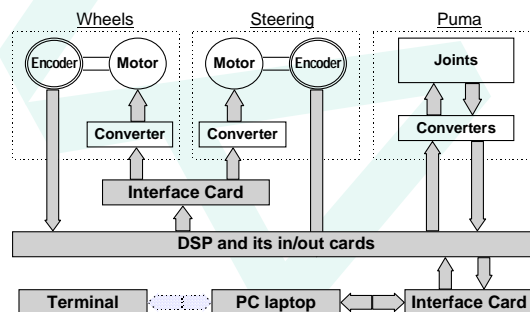 Wheels Steering Puma
Encoder Motor Motor Encoder Joints
Converter Converter Converters
Interface Card
DSP and its in/out cards
Terminal PC laptop Interface Card